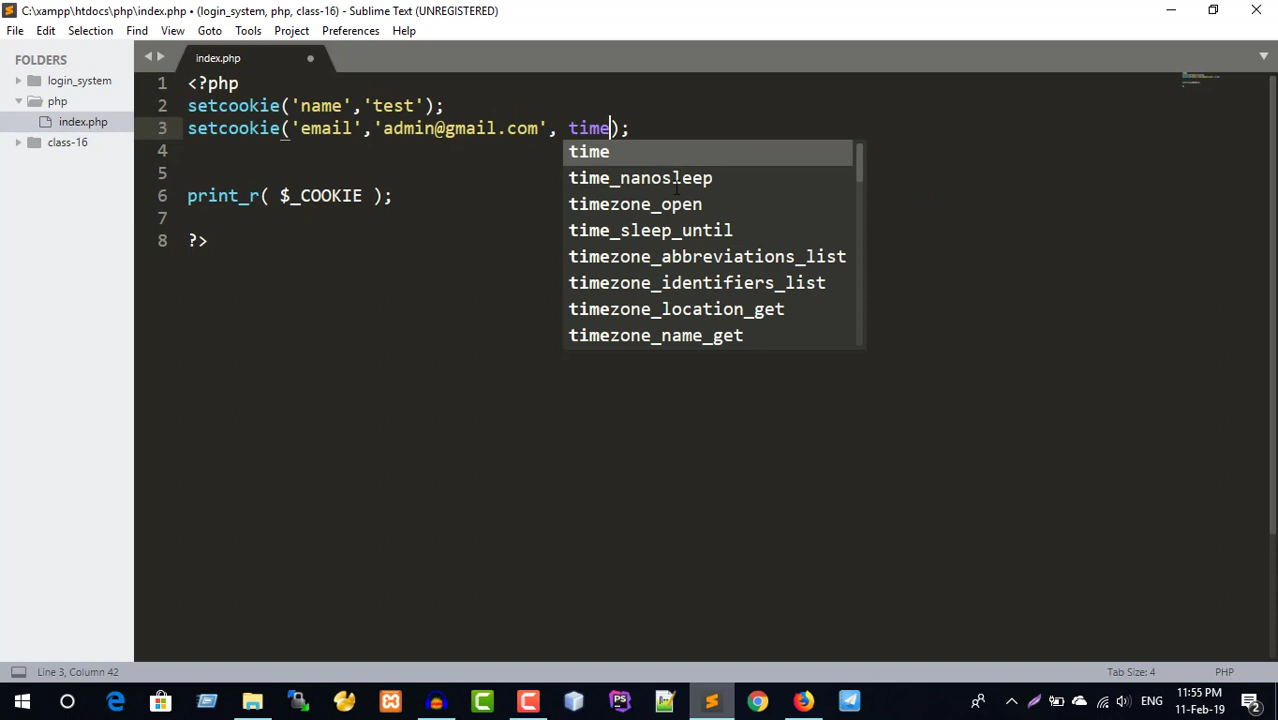 C:\xampp\htdocs\php\index.php • (login_system, php, class-16) - Sublime Text (UNREGISTERED)
File Edit Selection Find View Goto Tools Project Preferences Help
FOLDERS
login_system
php
index.php
class-16
index.php
1 <?php
2 setcookie('name','test');
3 setcookie('email','admin@gmail.com', time);
4
5
6 print_r( $_COOKIE );
7
8 ?>
time
time_nanosleep
timezone_open
time_sleep_until
timezone_abbreviations_list
timezone_identifiers_list
timezone_location_get
timezone_name_get
Line 3, Column 42
Tab Size: 4
PHP
ENG
11:55 PM
11-Feb-19
2